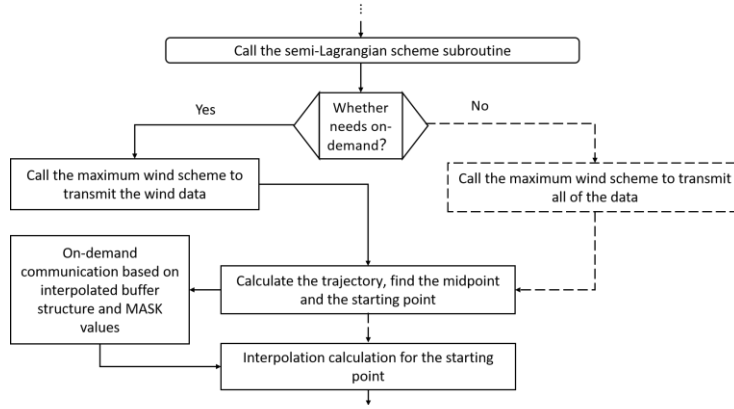 ⋮
Call the semi-Lagrangian scheme subroutine
Whether
needs on-
demand?
Yes
No
Call the maximum wind scheme to
transmit the wind data
Call the maximum wind scheme to transmit
all of the data
On-demand
communication based on
interpolated buffer
structure and MASK
values
Calculate the trajectory, find the midpoint
and the starting point
Interpolation calculation for the starting
point